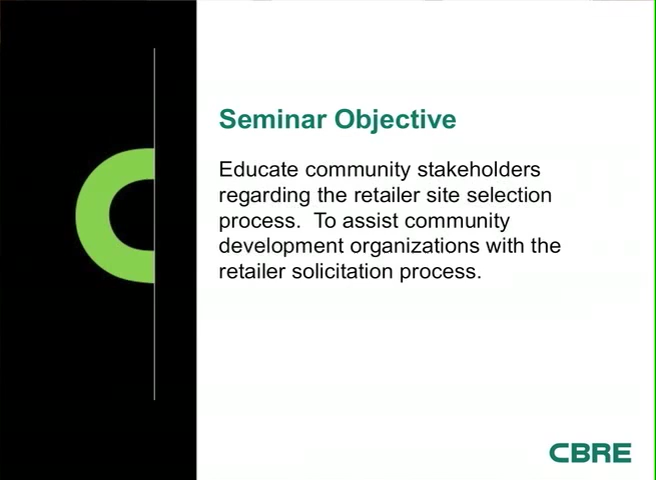 Seminar Objective
Educate community stakeholders
regarding the retailer site selection
process.  To assist community
development organizations with the
retailer solicitation process.
CBRE